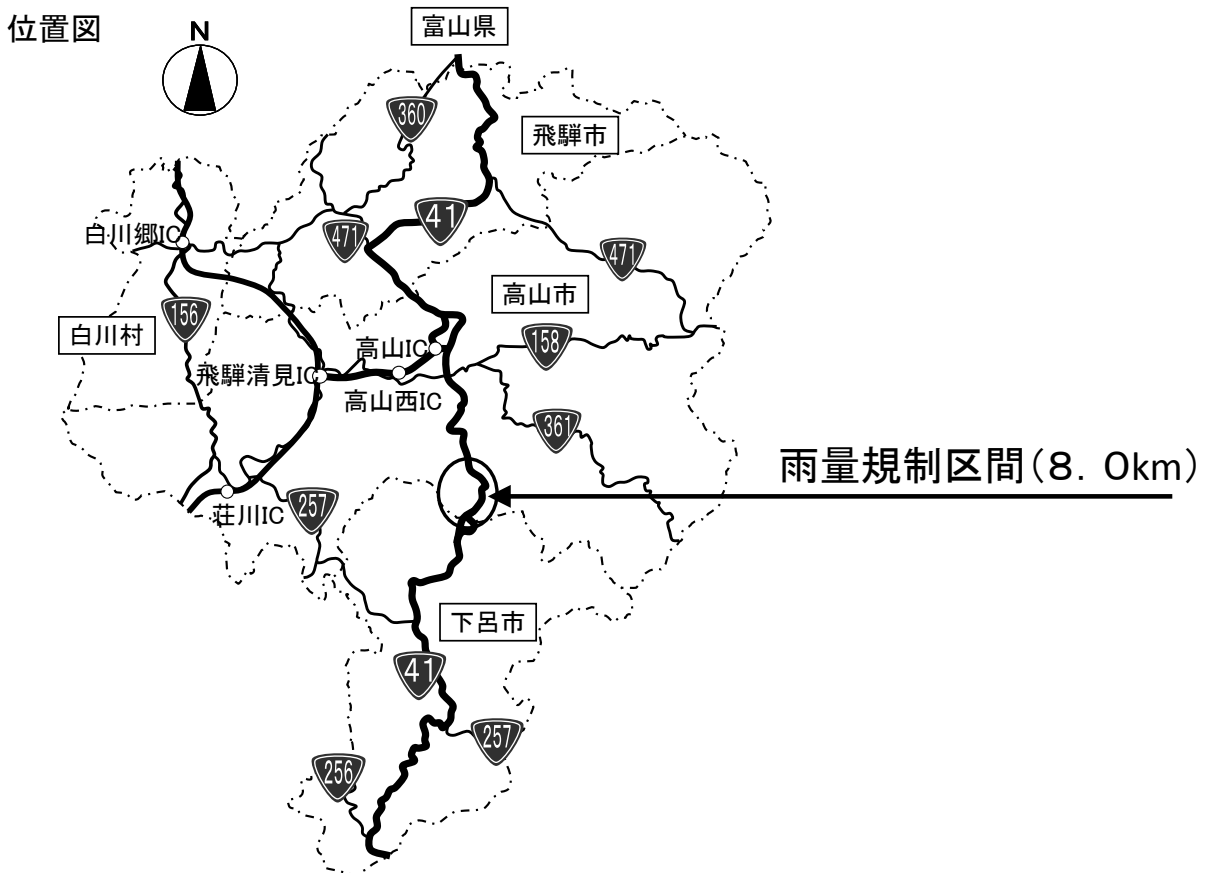 位置図
N
富山県
360
飛騨市
41
471
白川郷IC
471
高山市
156
白川村
158
高山IC
飛騨清見IC
高山西IC
361
雨量規制区間(8.0km)
257
荘川IC
下呂市
41
257
256